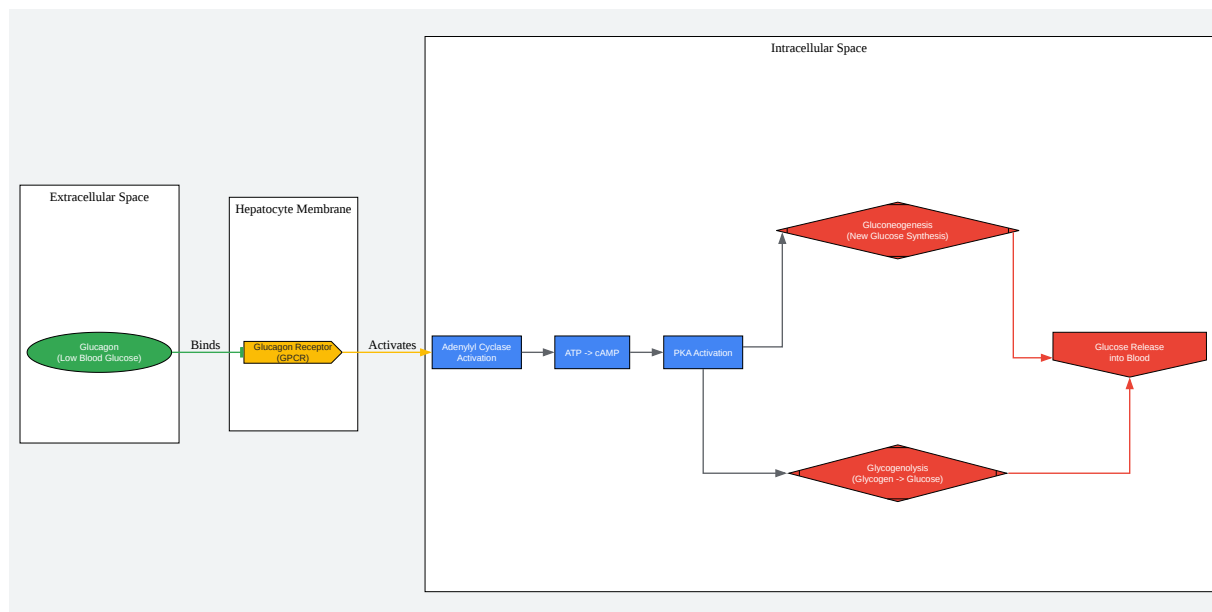 Intracellular Space
Extracellular Space
Hepatocyte Membrane
Glucagon
(Low Blood Glucose)
Binds
Glucagon Receptor
(GPCR)
Activates
Adenylyl Cyclase
Activation
ATP -> cAMP
PKA Activation
Gluconeogenesis
(New Glucose Synthesis)
Glycogenolysis
(Glycogen -> Glucose)
Glucose Release
into Blood